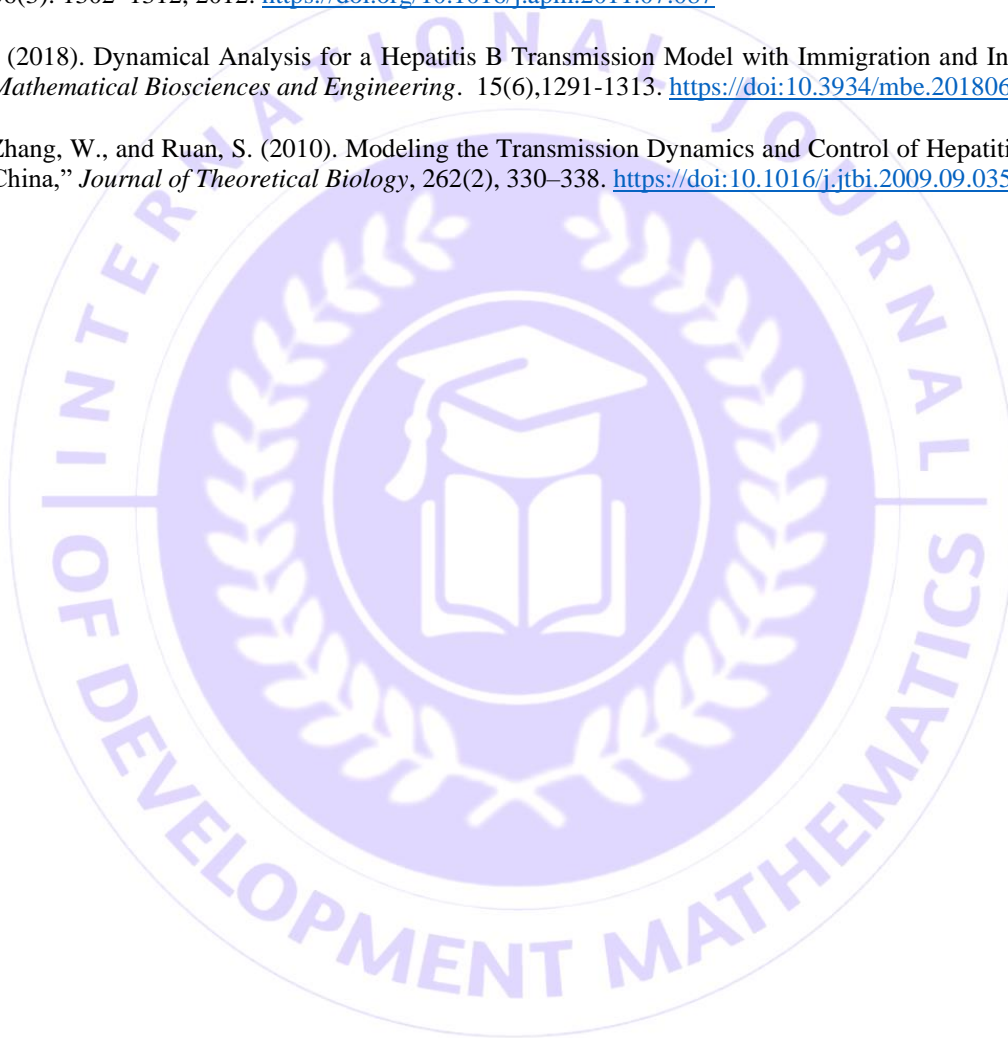 (2018). Dynamical Analysis for a Hepatitis B Transmission Model with Immigration and In
Mathematical Biosciences and Engineering. 15(6),1291-1313. https://doi:10.3934/mbe.201806
Zhang, W., and Ruan, S. (2010). Modeling the Transmission Dynamics and Control of Hepatiti
China,” Journal of Theoretical Biology, 262(2), 330–338. https://doi:10.1016/j.jtbi.2009.09.035
INTERNATIONAL JOURNAL
OF DEVELOPMENT MATHEMATICS